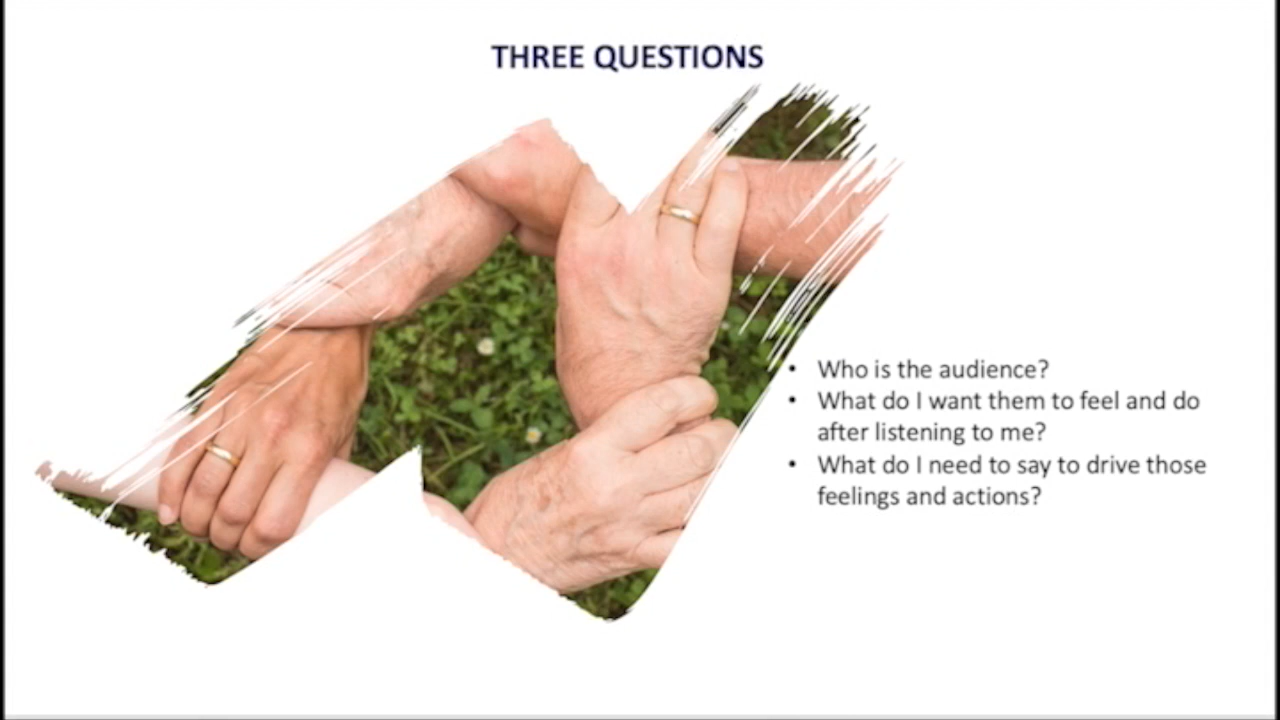 THREE QUESTIONS
• Who is the audience?
• What do I want them to feel and do
after listening to me?
• What do I need to say to drive those
feelings and actions?